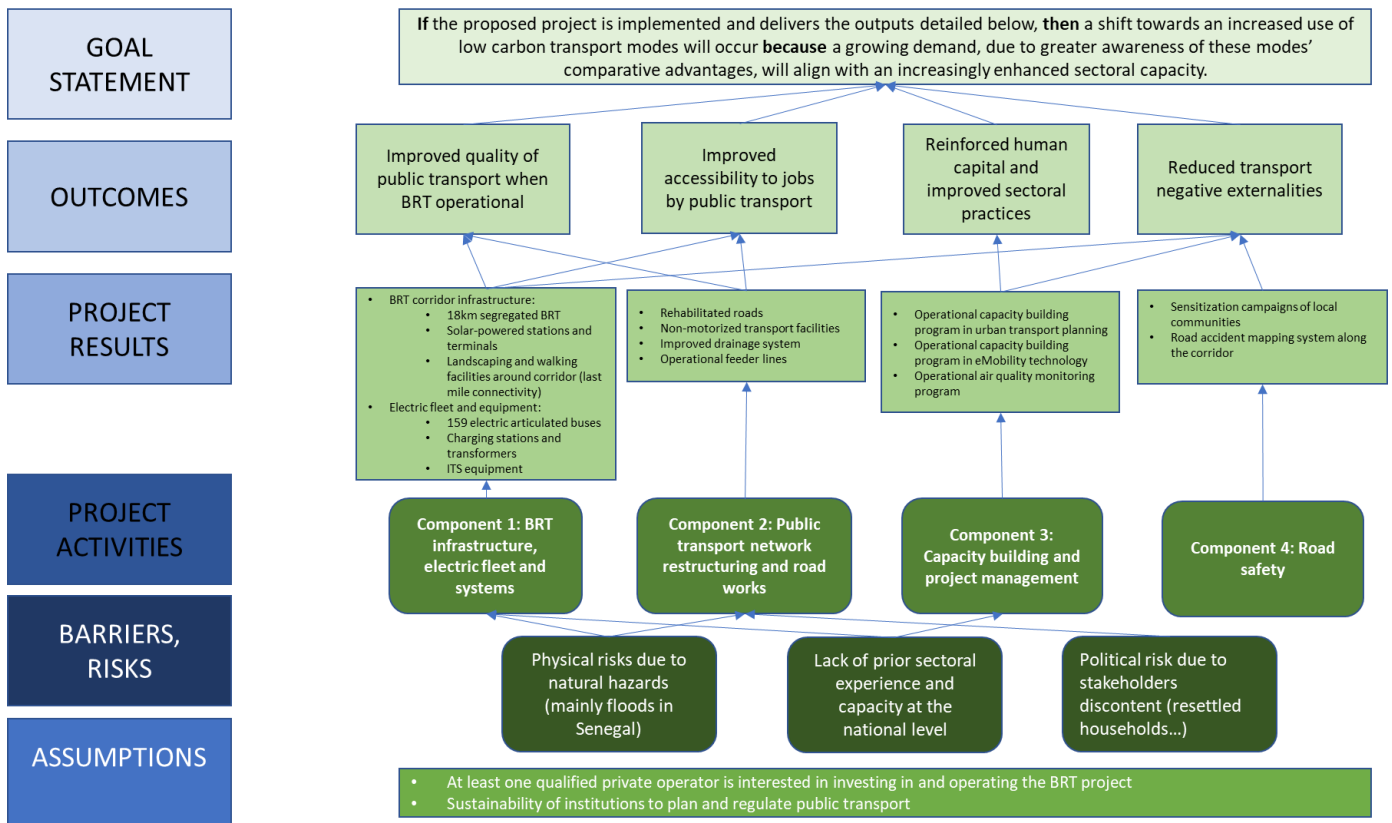 GOAL
STATEMENT
If the proposed project is implemented and delivers the outputs detailed below, then a shift towards an increased use of
low carbon transport modes will occur because a growing demand, due to greater awareness of these modes'
comparative advantages, will align with an increasingly enhanced sectoral capacity.
OUTCOMES
Improved quality of
public transport when
BRT operational
Improved
accessibility to jobs
by public transport
Reinforced human
capital and
improved sectoral
practices
Reduced transport
negative externalities
PROJECT
RESULTS
• BRT corridor infrastructure:
• 18km segregated BRT
• Solar-powered stations and
terminals
• Landscaping and walking
facilities around corridor (last
mile connectivity)
• Electric fleet and equipment:
• 159 electric articulated buses
• Charging stations and
transformers
• ITS equipment
• Rehabilitated roads
• Non-motorized transport facilities
• Improved drainage system
• Operational feeder lines
• Operational capacity building
program in urban transport planning
• Operational capacity building
program in eMobility technology
• Operational air quality monitoring
program
• Sensitization campaigns of local
communities
• Road accident mapping system along
the corridor
PROJECT
ACTIVITIES
Component 1: BRT
infrastructure,
electric fleet and
systems
Component 2: Public
transport network
restructuring and road
works
Component 3:
Capacity building and
project management
Component 4: Road
safety
BARRIERS,
RISKS
Physical risks due to
natural hazards
(mainly floods in
Senegal)
Lack of prior sectoral
experience and
capacity at the
national level
Political risk due to
stakeholders
discontent (resettled
households…)
ASSUMPTIONS
• At least one qualified private operator is interested in investing in and operating the BRT project
• Sustainability of institutions to plan and regulate public transport